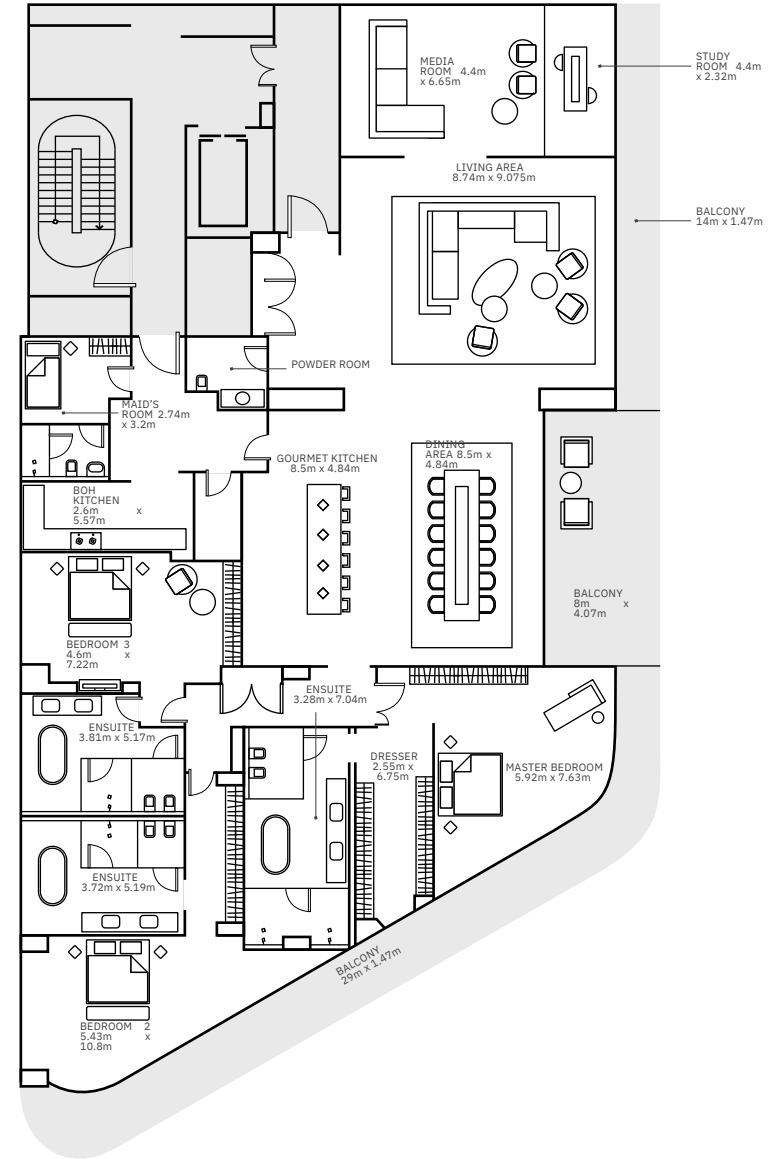 MEDIA
ROOM 4.4m
x 6.65m
STUDY
ROOM 4.4m
x 2.32m
LIVING AREA
8.74m x 9.075m
BALCONY
14m x 1.47m
POWDER ROOM
MAID'S
ROOM 2.74m
x 3.2m
GOURMET KITCHEN
8.5m x 4.84m
DINING
AREA 8.5m x
4.84m
BOH
KITCHEN
2.6m x
5.57m
BALCONY
8m x
4.07m
BEDROOM 3
4.6m x
7.22m
ENSUITE
3.28m x 7.04m
ENSUITE
3.81m x 5.17m
DRESSER
2.55m x
6.75m
MASTER BEDROOM
5.92m x 7.63m
ENSUITE
3.72m x 5.19m
BALCONY
29m x 1.47m
BEDROOM 2
5.43m x
10.8m